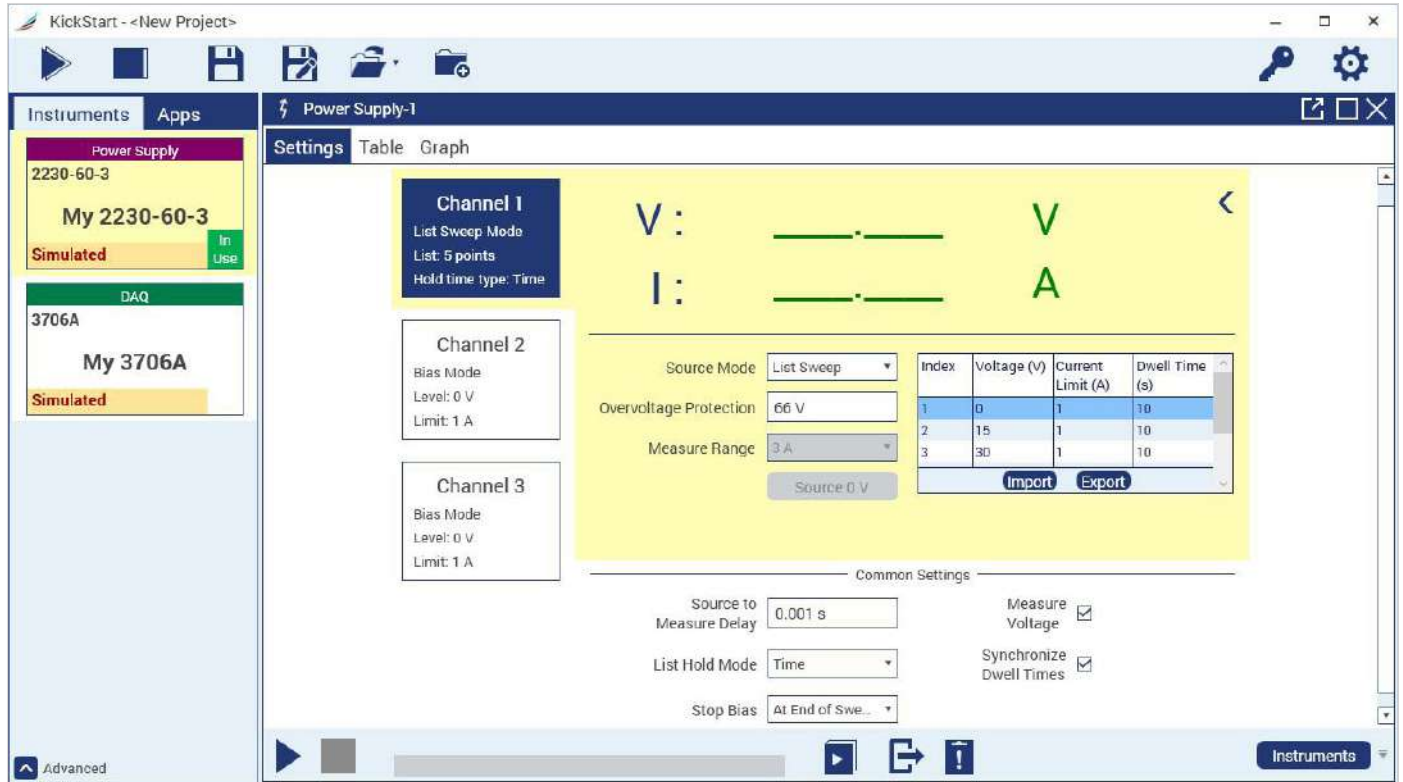 KickStart - <New Project>
Instruments Apps
Power Supply
2230-60-3
My 2230-60-3
Simulated
In Use
DAQ
3706A
My 3706A
Simulated
Advanced
Power Supply-1
Settings Table Graph
Channel 1
List Sweep Mode
List: 5 points
Hold time type: Time
Channel 2
Bias Mode
Level: 0 V
Limit: 1 A
Channel 3
Bias Mode
Level: 0 V
Limit: 1 A
V : __.___ V
I : __.___ A
Source Mode List Sweep
Overvoltage Protection 66 V
Measure Range 3 A
Source 0 V
Index Voltage (V) Current Limit (A) Dwell Time (s)
1 0 1 10
2 15 1 10
3 30 1 10
Import Export
Common Settings
Source to Measure Delay 0.001 s
Measure Voltage
List Hold Mode Time
Synchronize Dwell Times
Stop Bias At End of Swe...
Instruments